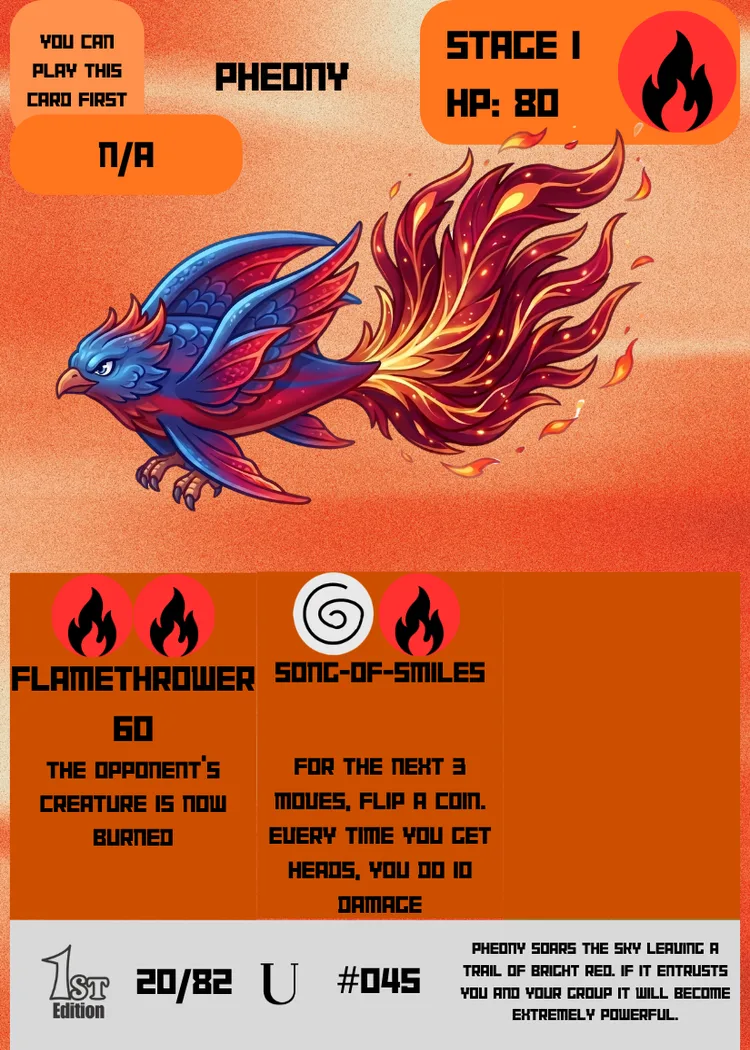 YOU CAN
PLAY THIS
CARD FIRST
N/A
PHEONY
STAGE 1
HP: 80
FLAMETHROWER
60
THE OPPONENT'S
CREATURE IS NOW
BURNED
SONG-OF-SMILES
FOR THE NEXT 3
MOVES, FLIP A COIN.
EVERY TIME YOU GET
HEADS, YOU DO 10
DAMAGE
1ST
Edition
20/82
U
#045
PHEONY SOARS THE SKY LEAVING A
TRAIL OF BRIGHT RED. IF IT ENTRUSTS
YOU AND YOUR GROUP IT WILL BECOME
EXTREMELY POWERFUL.